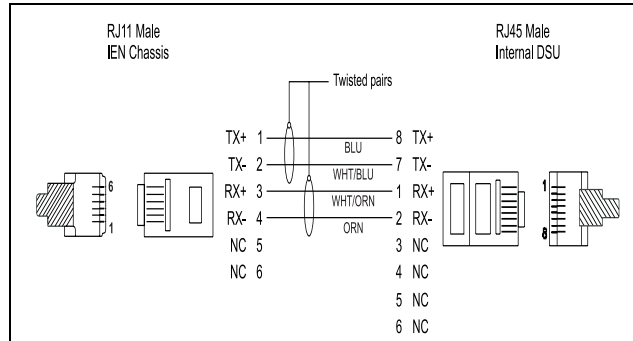 RJ11 Male
IEN Chassis
RJ45 Male
Internal DSU
Twisted pairs
TX+ 1 BLU 8 TX+
TX- 2 WHT/BLU 7 TX-
RX+ 3 WHT/ORN 1 RX+
RX- 4 ORN 2 RX-
NC 5 3 NC
NC 6 4 NC
5 NC
6 NC
6
1
1
8